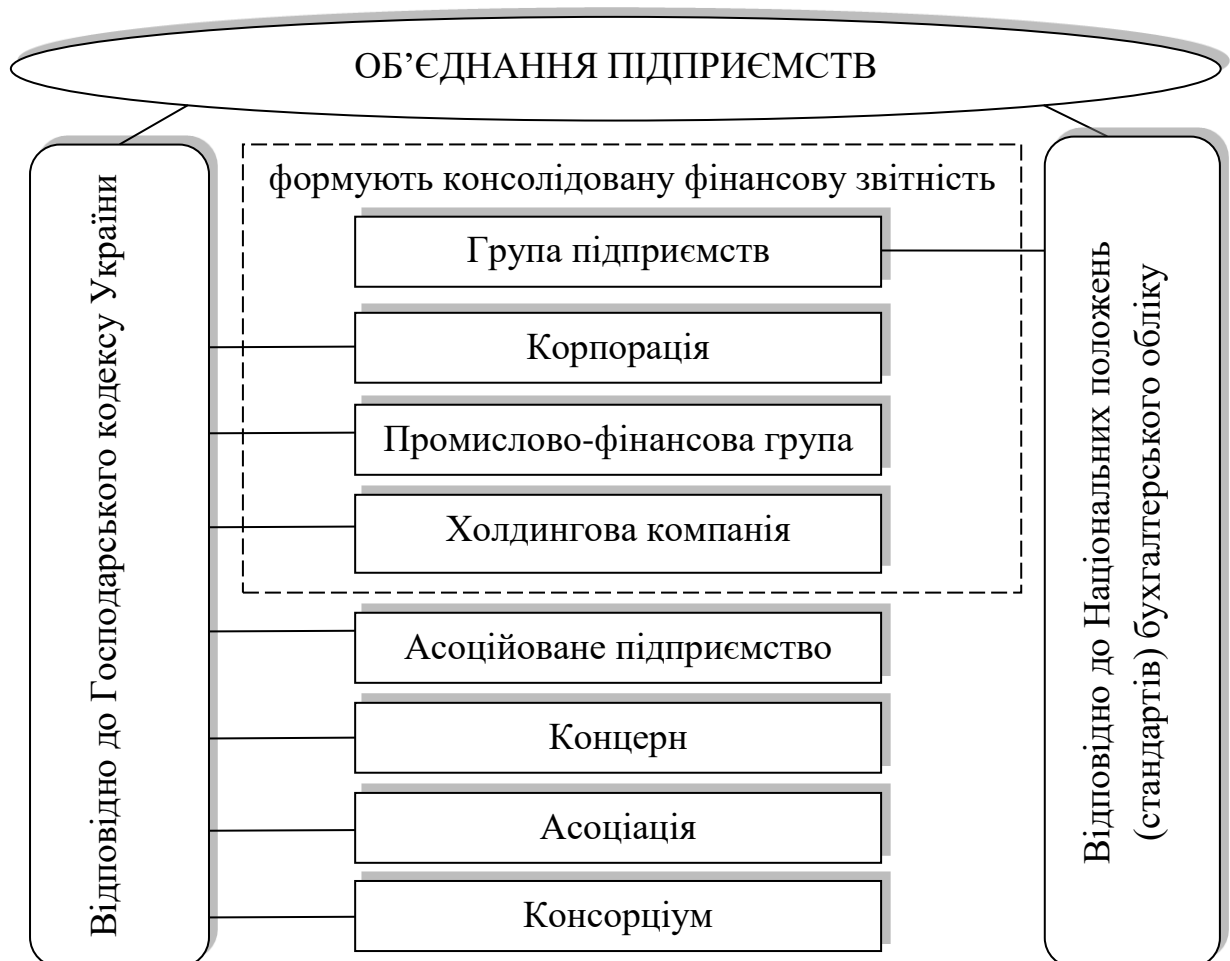 ОБ’ЄДНАННЯ ПІДПРИЄМСТВ
Відповідно до Господарського кодексу України
формують консолідовану фінансову звітність
Група підприємств
Корпорація
Промислово-фінансова група
Холдингова компанія
Асоційоване підприємство
Концерн
Асоціація
Консорціум
Відповідно до Національних положень
(стандартів) бухгалтерського обліку